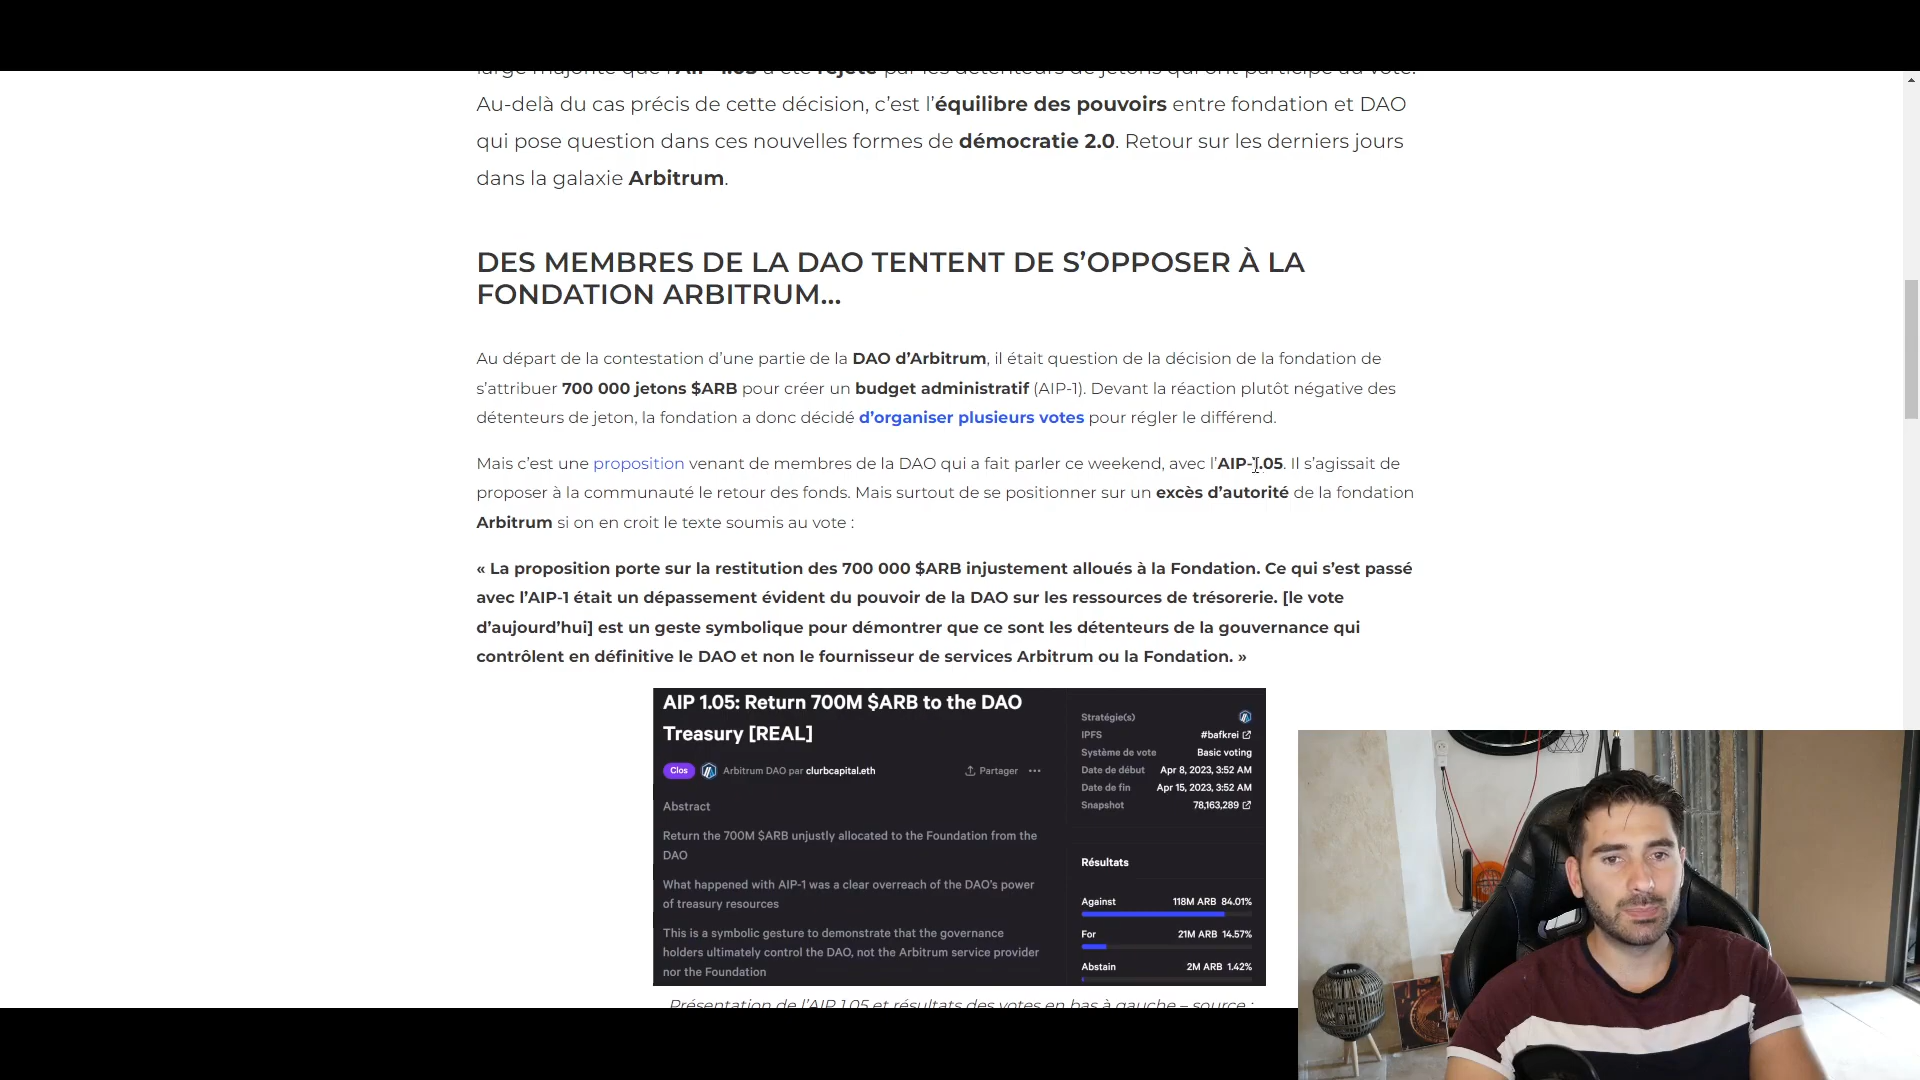 large majorité que l'AIP-1.05 a été rejeté par les détenteurs de jetons qui ont participé au vote.
Au-delà du cas précis de cette décision, c’est l’équilibre des pouvoirs entre fondation et DAO
qui pose question dans ces nouvelles formes de démocratie 2.0. Retour sur les derniers jours
dans la galaxie Arbitrum.
DES MEMBRES DE LA DAO TENTENT DE S’OPPOSER À LA
FONDATION ARBITRUM…
Au départ de la contestation d’une partie de la DAO d’Arbitrum, il était question de la décision de la fondation de
s’attribuer 700 000 jetons $ARB pour créer un budget administratif (AIP-1). Devant la réaction plutôt négative des
détenteurs de jeton, la fondation a donc décidé d’organiser plusieurs votes pour régler le différend.
Mais c’est une proposition venant de membres de la DAO qui a fait parler ce weekend, avec l’AIP-1.05. Il s’agissait de
proposer à la communauté le retour des fonds. Mais surtout de se positionner sur un excès d’autorité de la fondation
Arbitrum si on en croit le texte soumis au vote :
« La proposition porte sur la restitution des 700 000 $ARB injustement alloués à la Fondation. Ce qui s’est passé
avec l’AIP-1 était un dépassement évident du pouvoir de la DAO sur les ressources de trésorerie. [le vote
d’aujourd’hui] est un geste symbolique pour démontrer que ce sont les détenteurs de la gouvernance qui
contrôlent en définitive le DAO et non le fournisseur de services Arbitrum ou la Fondation. »
AIP 1.05: Return 700M $ARB to the DAO
Treasury [REAL]
Clos Arbitrum DAO par clurbcapital.eth Partager
Abstract
Return the 700M $ARB unjustly allocated to the Foundation from the
DAO
What happened with AIP-1 was a clear overreach of the DAO's power
of treasury resources
This is a symbolic gesture to demonstrate that the governance
holders ultimately control the DAO, not the Arbitrum service provider
nor the Foundation
Stratégie(s)
IPFS #bafkrei
Système de vote Basic voting
Date de début Apr 8, 2023, 3:52 AM
Date de fin Apr 15, 2023, 3:52 AM
Snapshot 78,163,289
Résultats
Against 118M ARB 84.01%
For 21M ARB 14.57%
Abstain 2M ARB 1.42%
Présentation de l’AIP 1.05 et résultats des votes en bas à gauche – source :